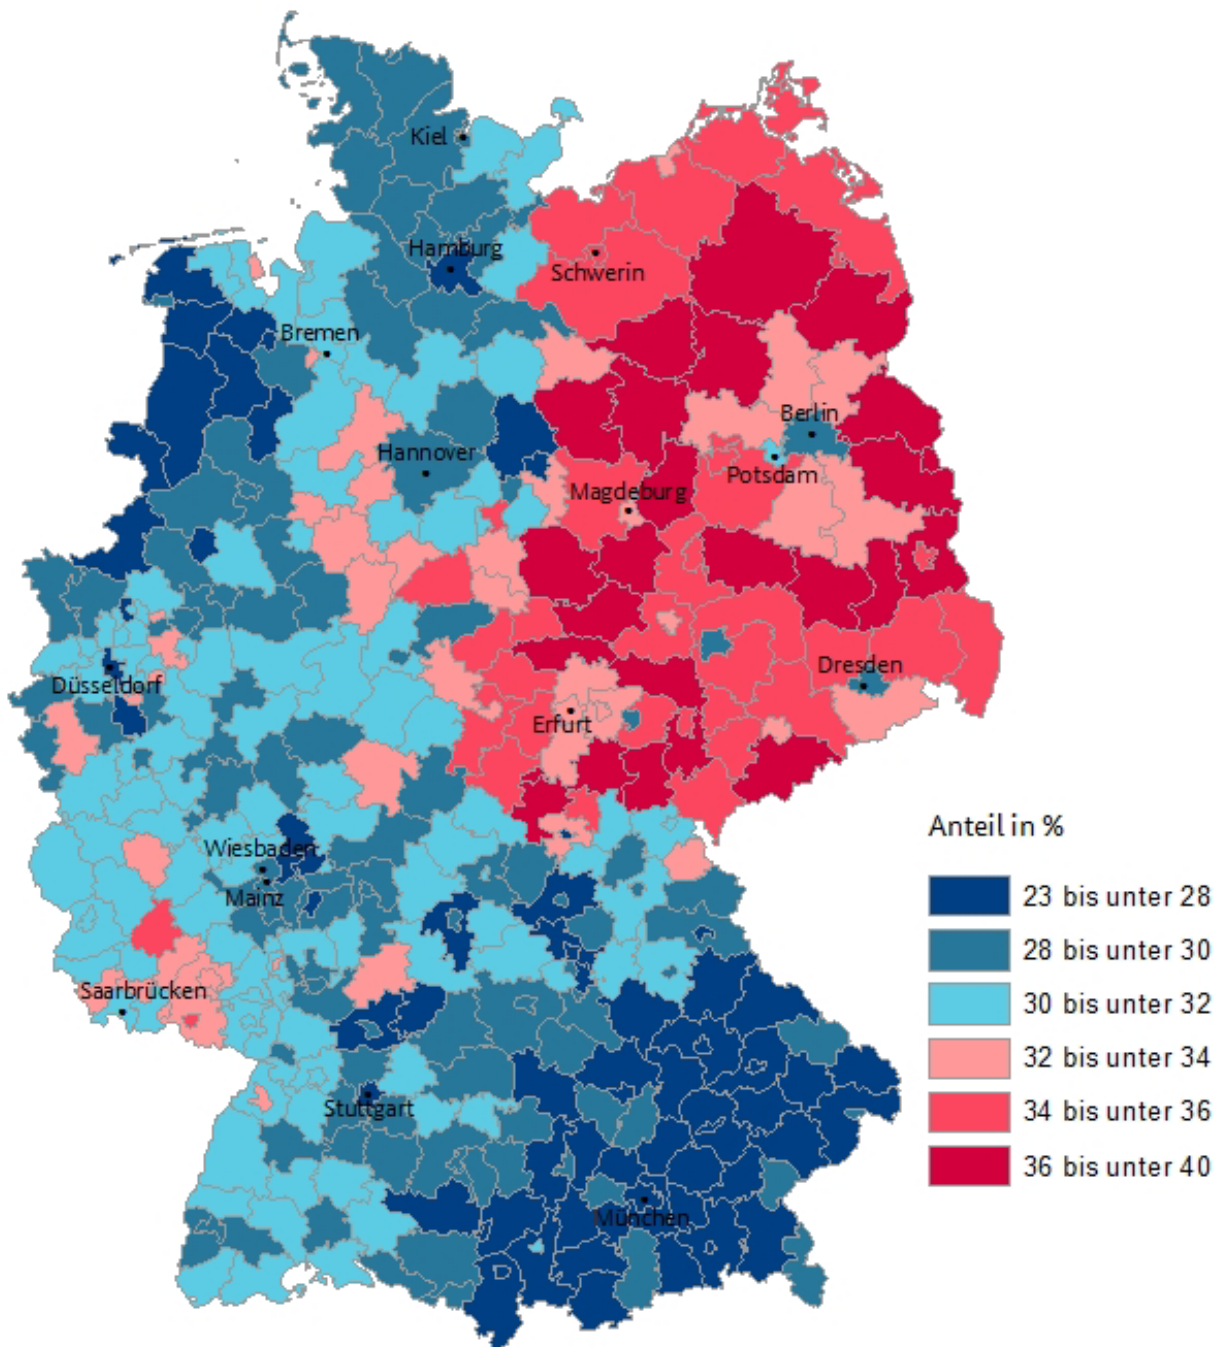 Kiel
Hamburg
Schwerin
Bremen
Berlin
Hannover
Potsdam
Magdeburg
Düsseldorf
Dresden
Erfurt
Anteil in %
Wiesbaden
Mainz
23 bis unter 28
28 bis unter 30
30 bis unter 32
Saarbrücken
32 bis unter 34
Stuttgart
34 bis unter 36
36 bis unter 40
München